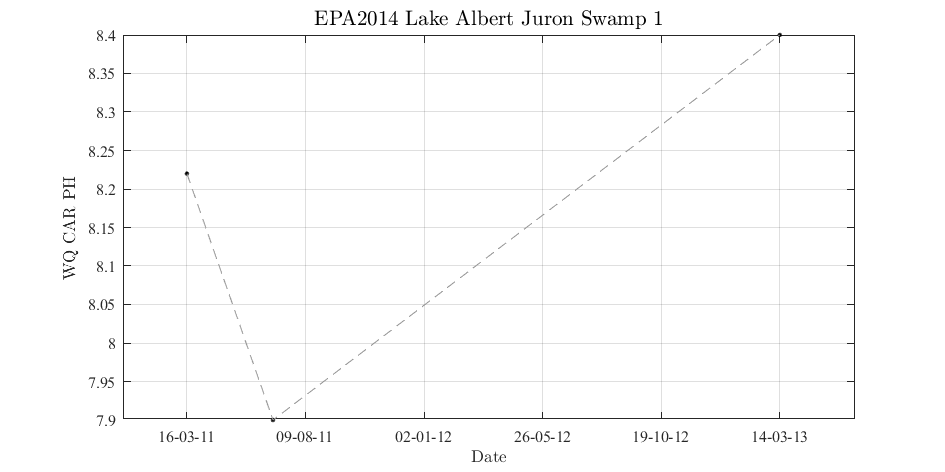 EPA2014 Lake Albert Juron Swamp 1
8.4
8.35
8.3
8.25
8.2
8.15
8.1
8.05
8
7.95
7.9
WQ CAR PH
16-03-11 09-08-11 02-01-12 26-05-12 19-10-12 14-03-13
Date